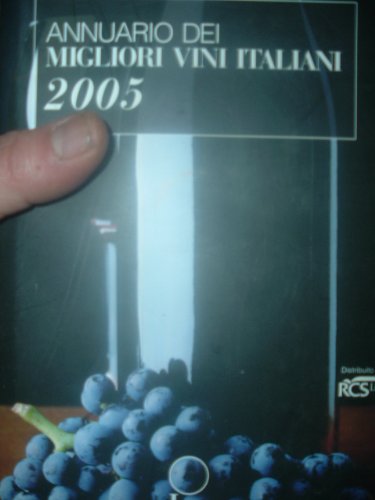 ANNUARIO DEI
MIGLIORI VINI ITALIANI
2005
Distribuito
RCS